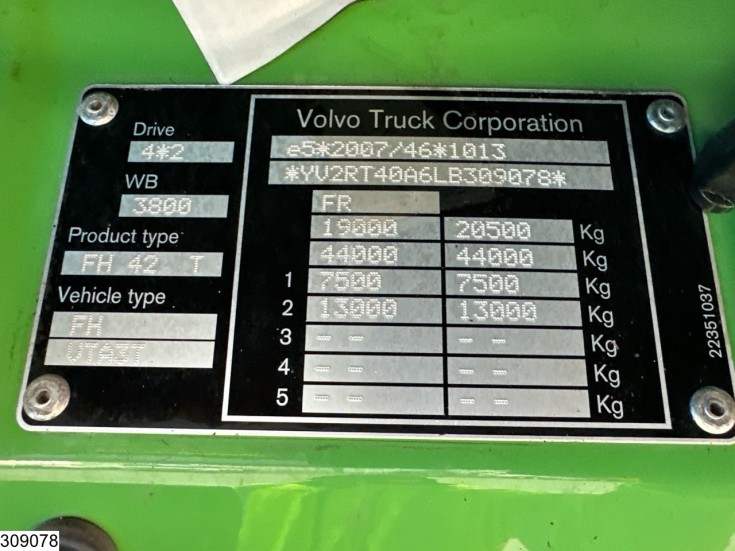 Drive
4*2
WB
3800
Product type
FH 42 T
Vehicle type
FH
VTA3T
Volvo Truck Corporation
e5*2007/46*1013
*YV2RT40A6LB309078*
FR
19000 20500 Kg
44000 44000 Kg
1 7500 7500 Kg
2 13000 13000 Kg
3 -- -- Kg
4 -- -- Kg
5 -- -- Kg
22351037
309078